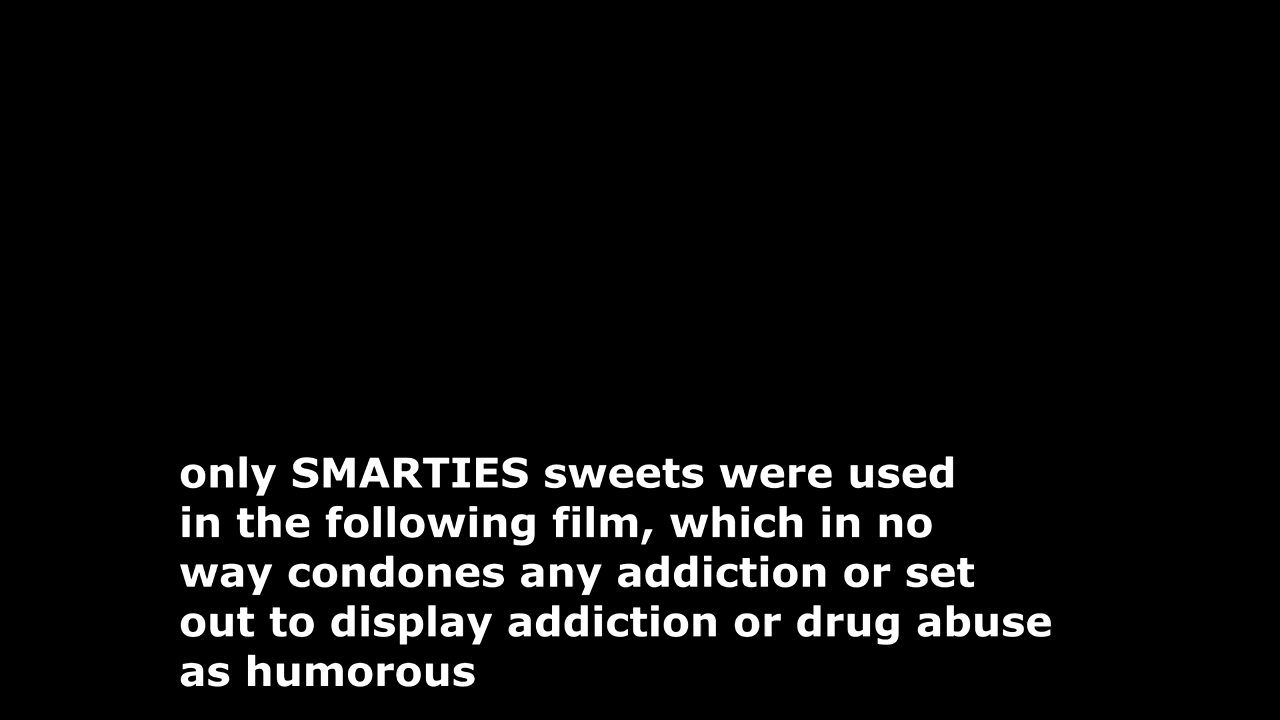 only SMARTIES sweets were used
in the following film, which in no
way condones any addiction or set
out to display addiction or drug abuse
as humorous